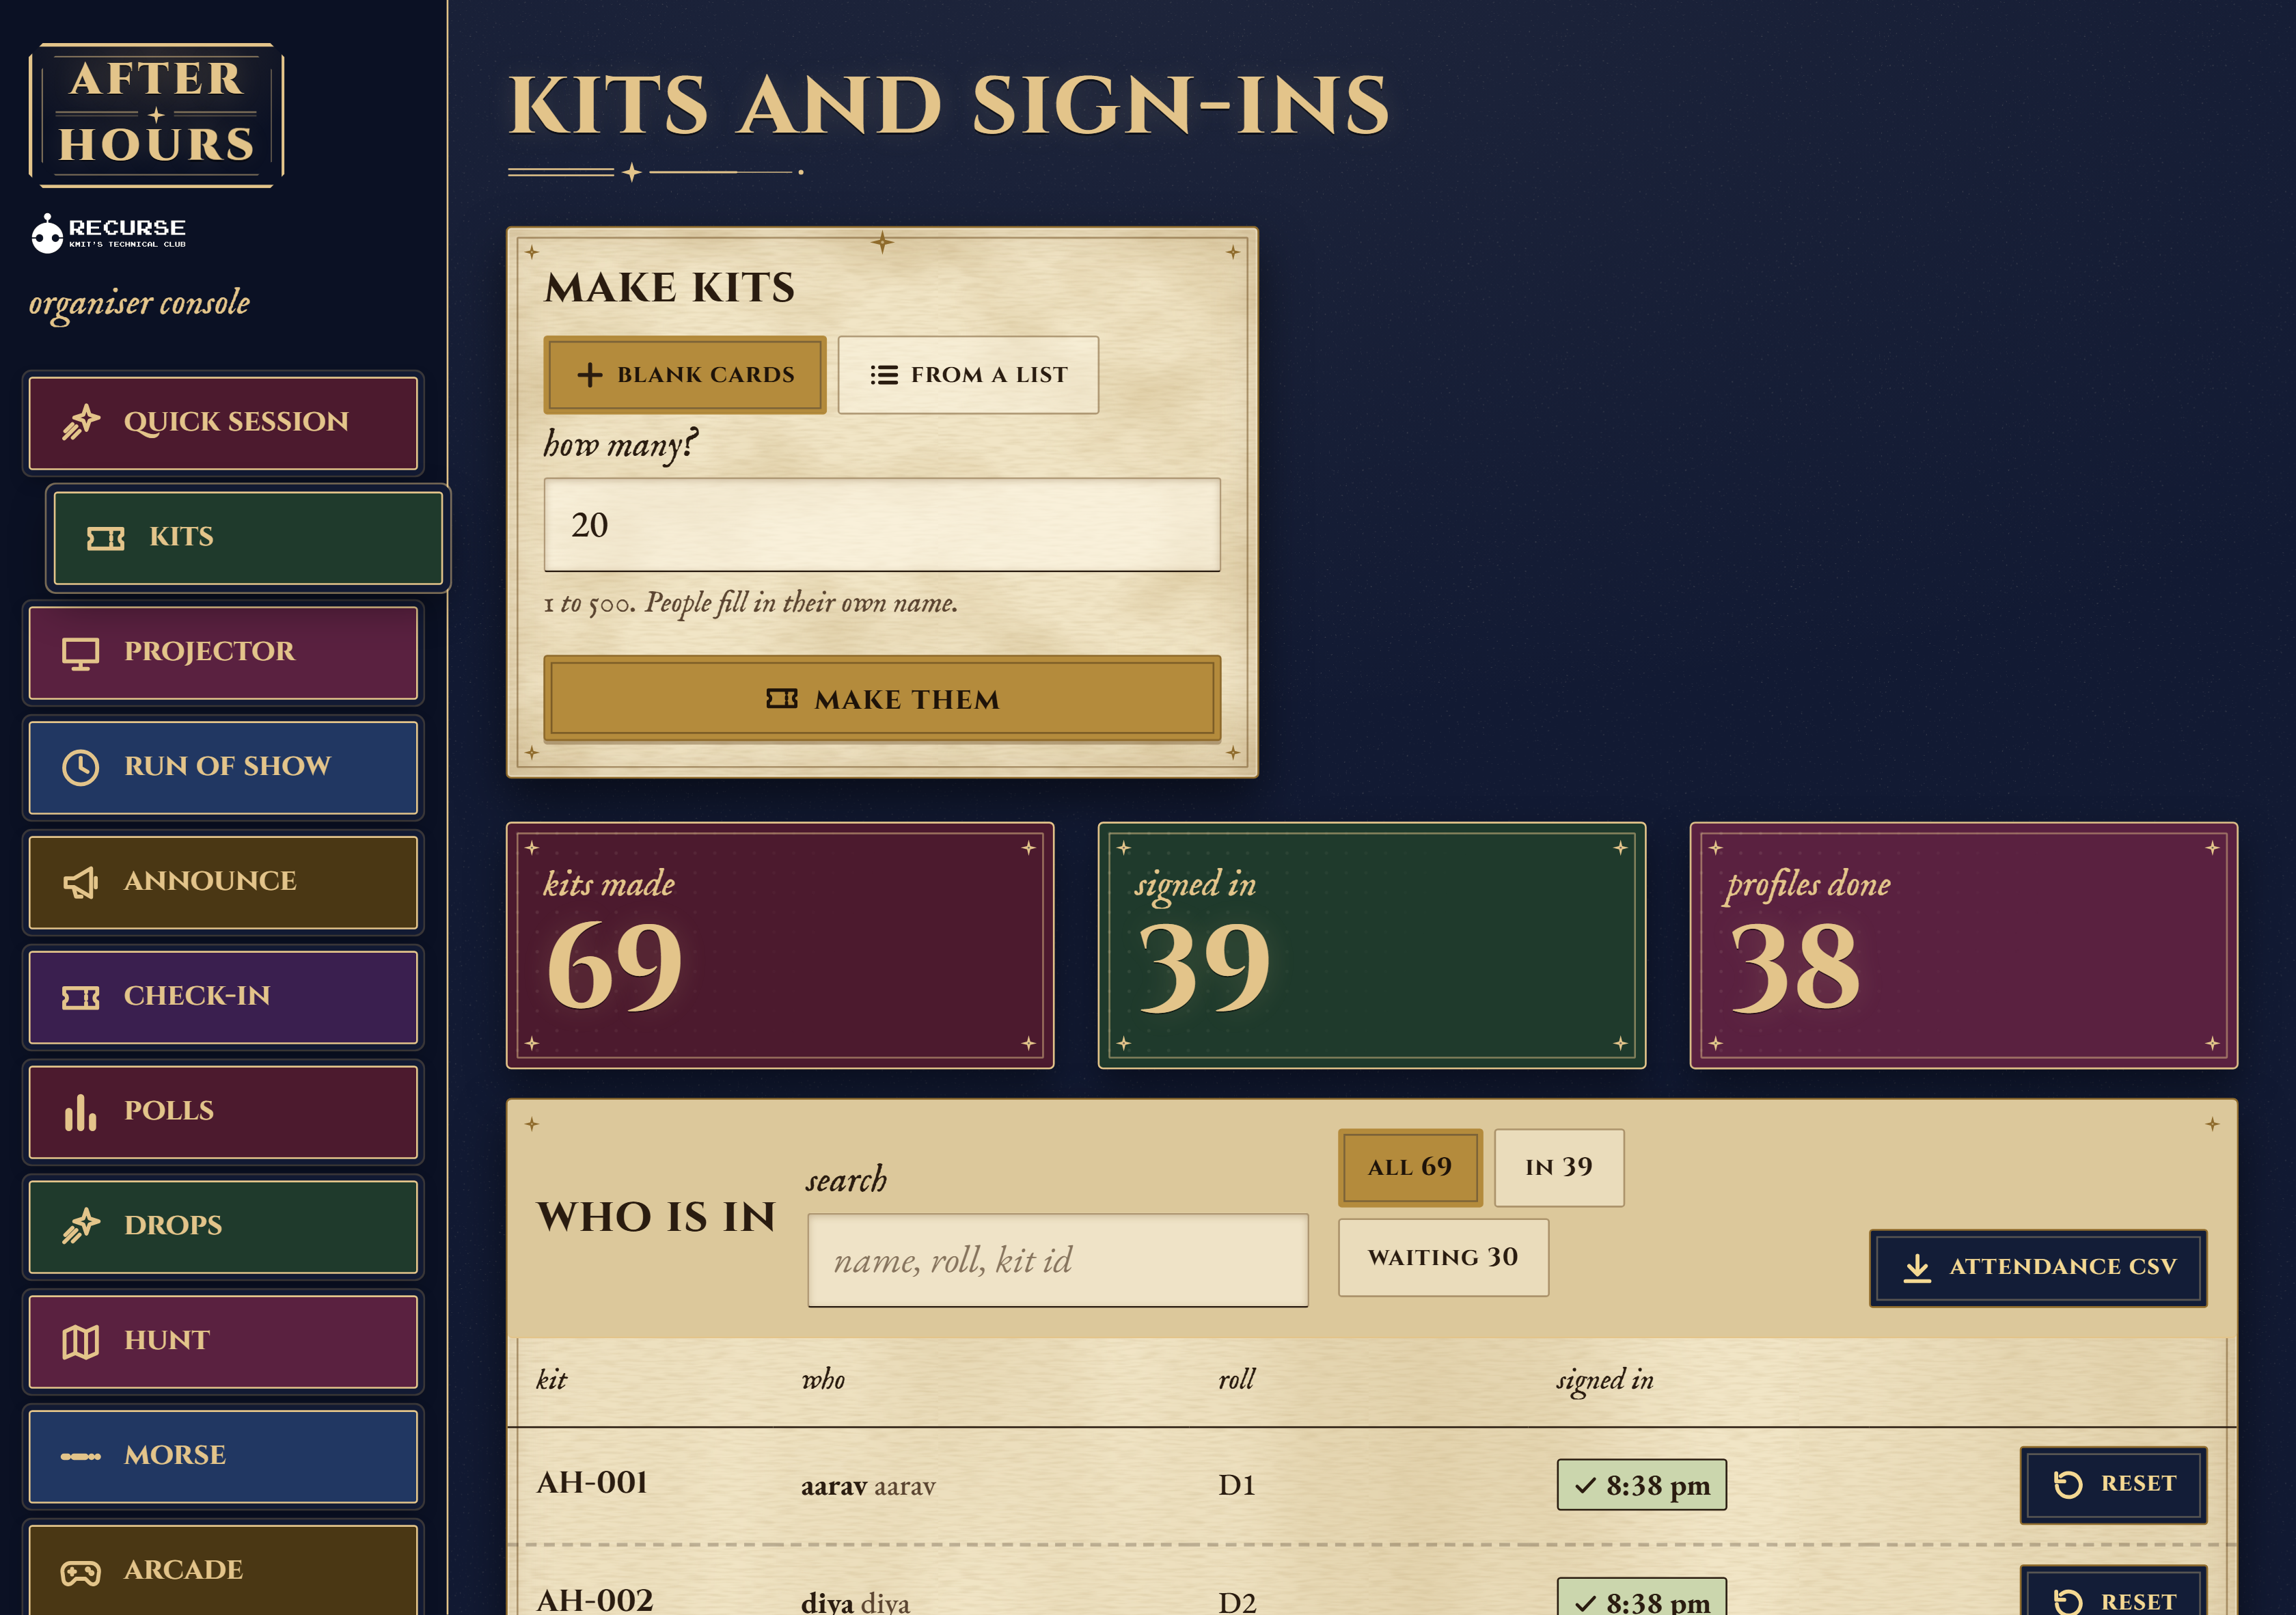 AFTER
HOURS
RECURSE
KMIT'S TECHNICAL CLUB
organiser console
QUICK SESSION
KITS
PROJECTOR
RUN OF SHOW
ANNOUNCE
CHECK-IN
POLLS
DROPS
HUNT
MORSE
ARCADE
KITS AND SIGN-INS
MAKE KITS
BLANK CARDS
FROM A LIST
how many?
20
1 to 500. People fill in their own name.
MAKE THEM
kits made
69
signed in
39
profiles done
38
WHO IS IN
search
name, roll, kit id
ALL 69
IN 39
WAITING 30
ATTENDANCE CSV
kit who roll signed in
AH-001 aarav aarav D1 8:38 pm RESET
AH-002 diya diya D2 8:38 pm RESET